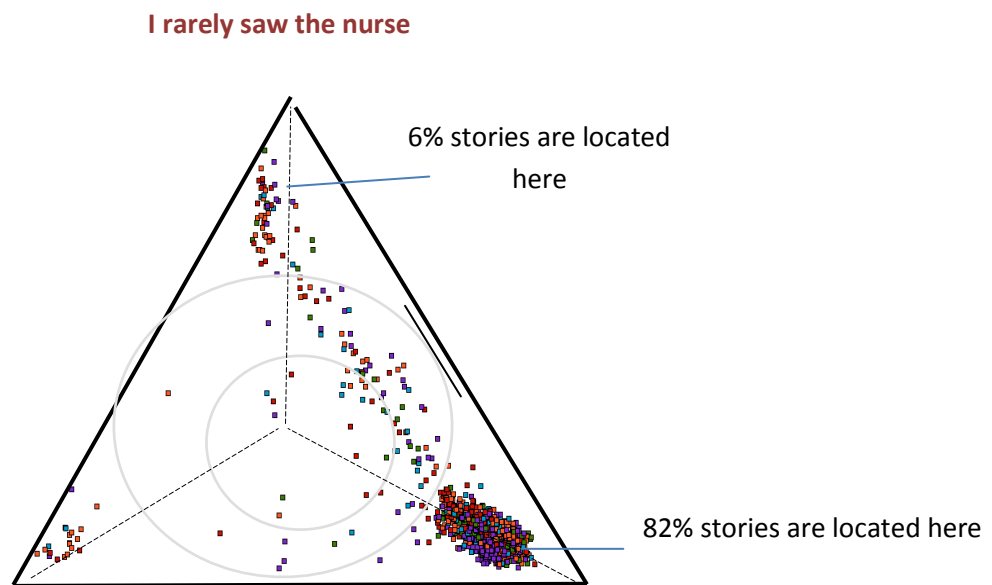 I rarely saw the nurse
6% stories are located
here
82% stories are located here